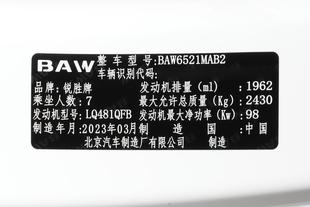 BAW 整车型号: BAW6521MAB2
车辆识别代码:
品牌: 锐胜牌 发动机排量(ml): 1962
乘坐人数: 7 最大允许总质量(Kg): 2430
发动机型号: LQ481QFB 发动机最大净功率(Kw): 98
制造年月: 2023年03月 制造国: 中国
北京汽车制造厂有限公司制造